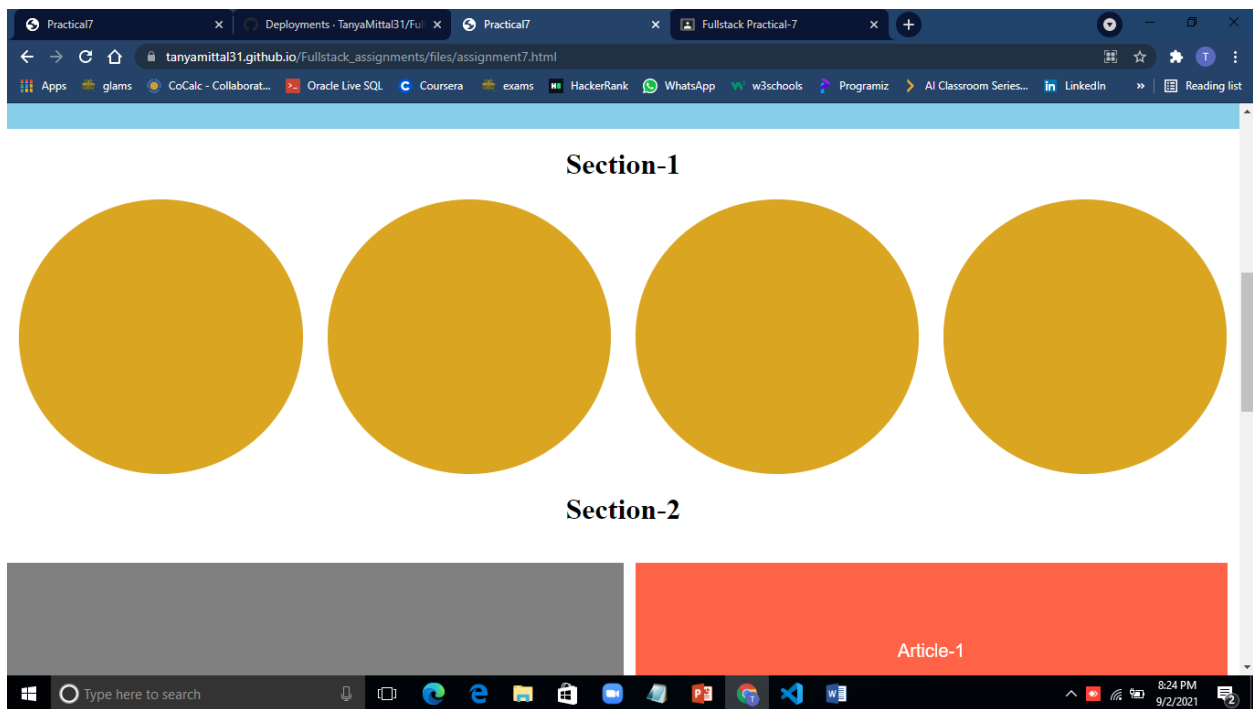 Practical7
Deployments · TanyaMittal31/Full
Practical7
Fullstack Practical-7
tanyamittal31.github.io/Fullstack_assignments/files/assignment7.html
T
Apps glams CoCalc - Collaborat... Oracle Live SQL Coursera exams HackerRank WhatsApp w3schools Programiz AI Classroom Series... LinkedIn » Reading list
Section-1
Section-2
Article-1
Type here to search
8:24 PM
9/2/2021
2